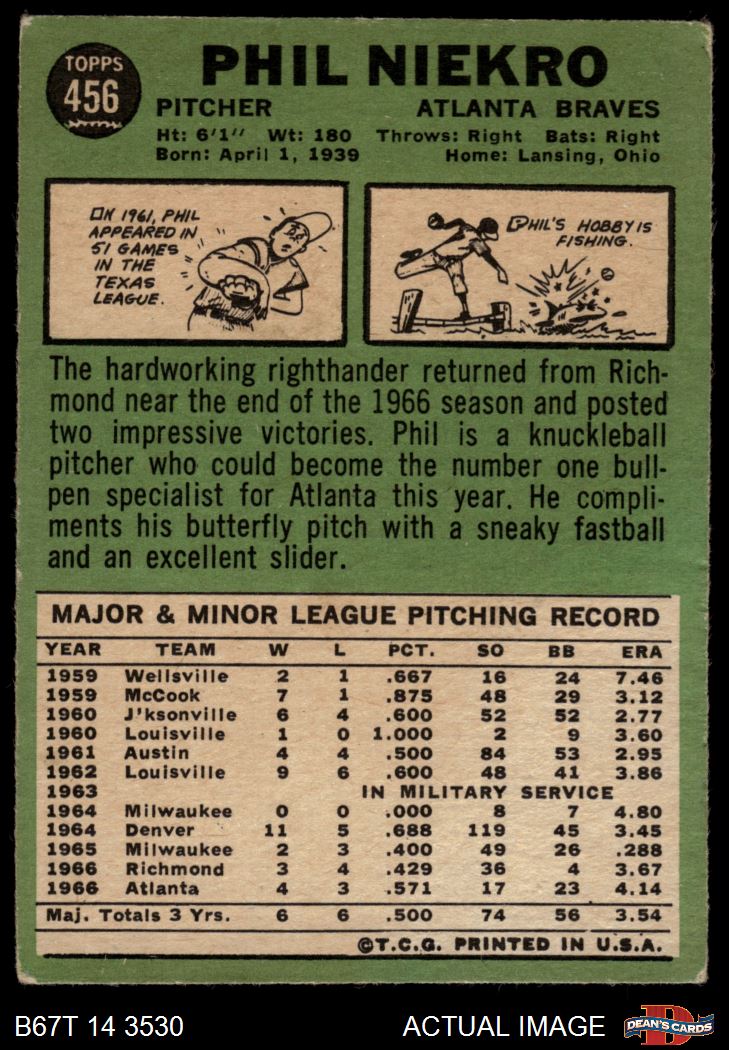 TOPPS
456
PHIL NIEKRO
PITCHER ATLANTA BRAVES
Ht: 6'1" Wt: 180 Throws: Right Bats: Right
Born: April 1, 1939 Home: Lansing, Ohio
IN 1961, PHIL
APPEARED IN
51 GAMES
IN THE
TEXAS
LEAGUE.
PHIL'S HOBBY IS
FISHING.
The hardworking righthander returned from Rich-
mond near the end of the 1966 season and posted
two impressive victories. Phil is a knuckleball
pitcher who could become the number one bull-
pen specialist for Atlanta this year. He compli-
ments his butterfly pitch with a sneaky fastball
and an excellent slider.
MAJOR & MINOR LEAGUE PITCHING RECORD
YEAR TEAM W L PCT. SO BB ERA
1959 Wellsville 2 1 .667 16 24 7.46
1959 McCook 7 1 .875 48 29 3.12
1960 J'ksonville 6 4 .600 52 52 2.77
1960 Louisville 1 0 1.000 2 9 3.60
1961 Austin 4 4 .500 84 53 2.95
1962 Louisville 9 6 .600 48 41 3.86
1963 IN MILITARY SERVICE
1964 Milwaukee 0 0 .000 8 7 4.80
1964 Denver 11 5 .688 119 45 3.45
1965 Milwaukee 2 3 .400 49 26 .288
1966 Richmond 3 4 .429 36 4 3.67
1966 Atlanta 4 3 .571 17 23 4.14
Maj. Totals 3 Yrs. 6 6 .500 74 56 3.54
©T.C.G. PRINTED IN U.S.A.
B67T 14 3530 ACTUAL IMAGE
DEAN'S CARDS